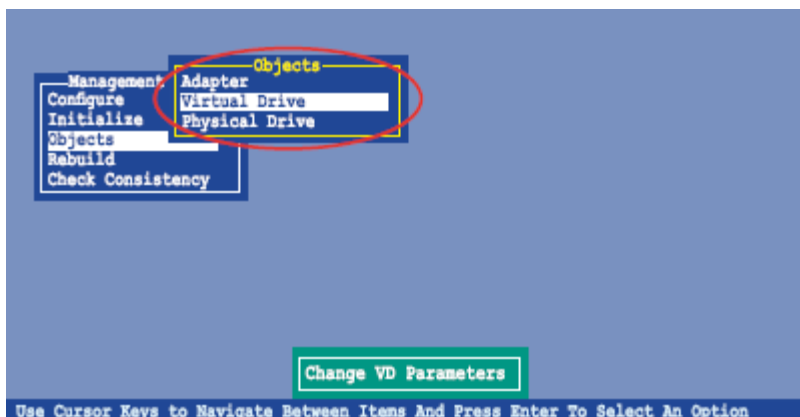 Management
Configure
Initialize
Objects
Rebuild
Check Consistency
Objects
Adapter
Virtual Drive
Physical Drive
Change VD Parameters
Use Cursor Keys to Navigate Between Items And Press Enter To Select An Option